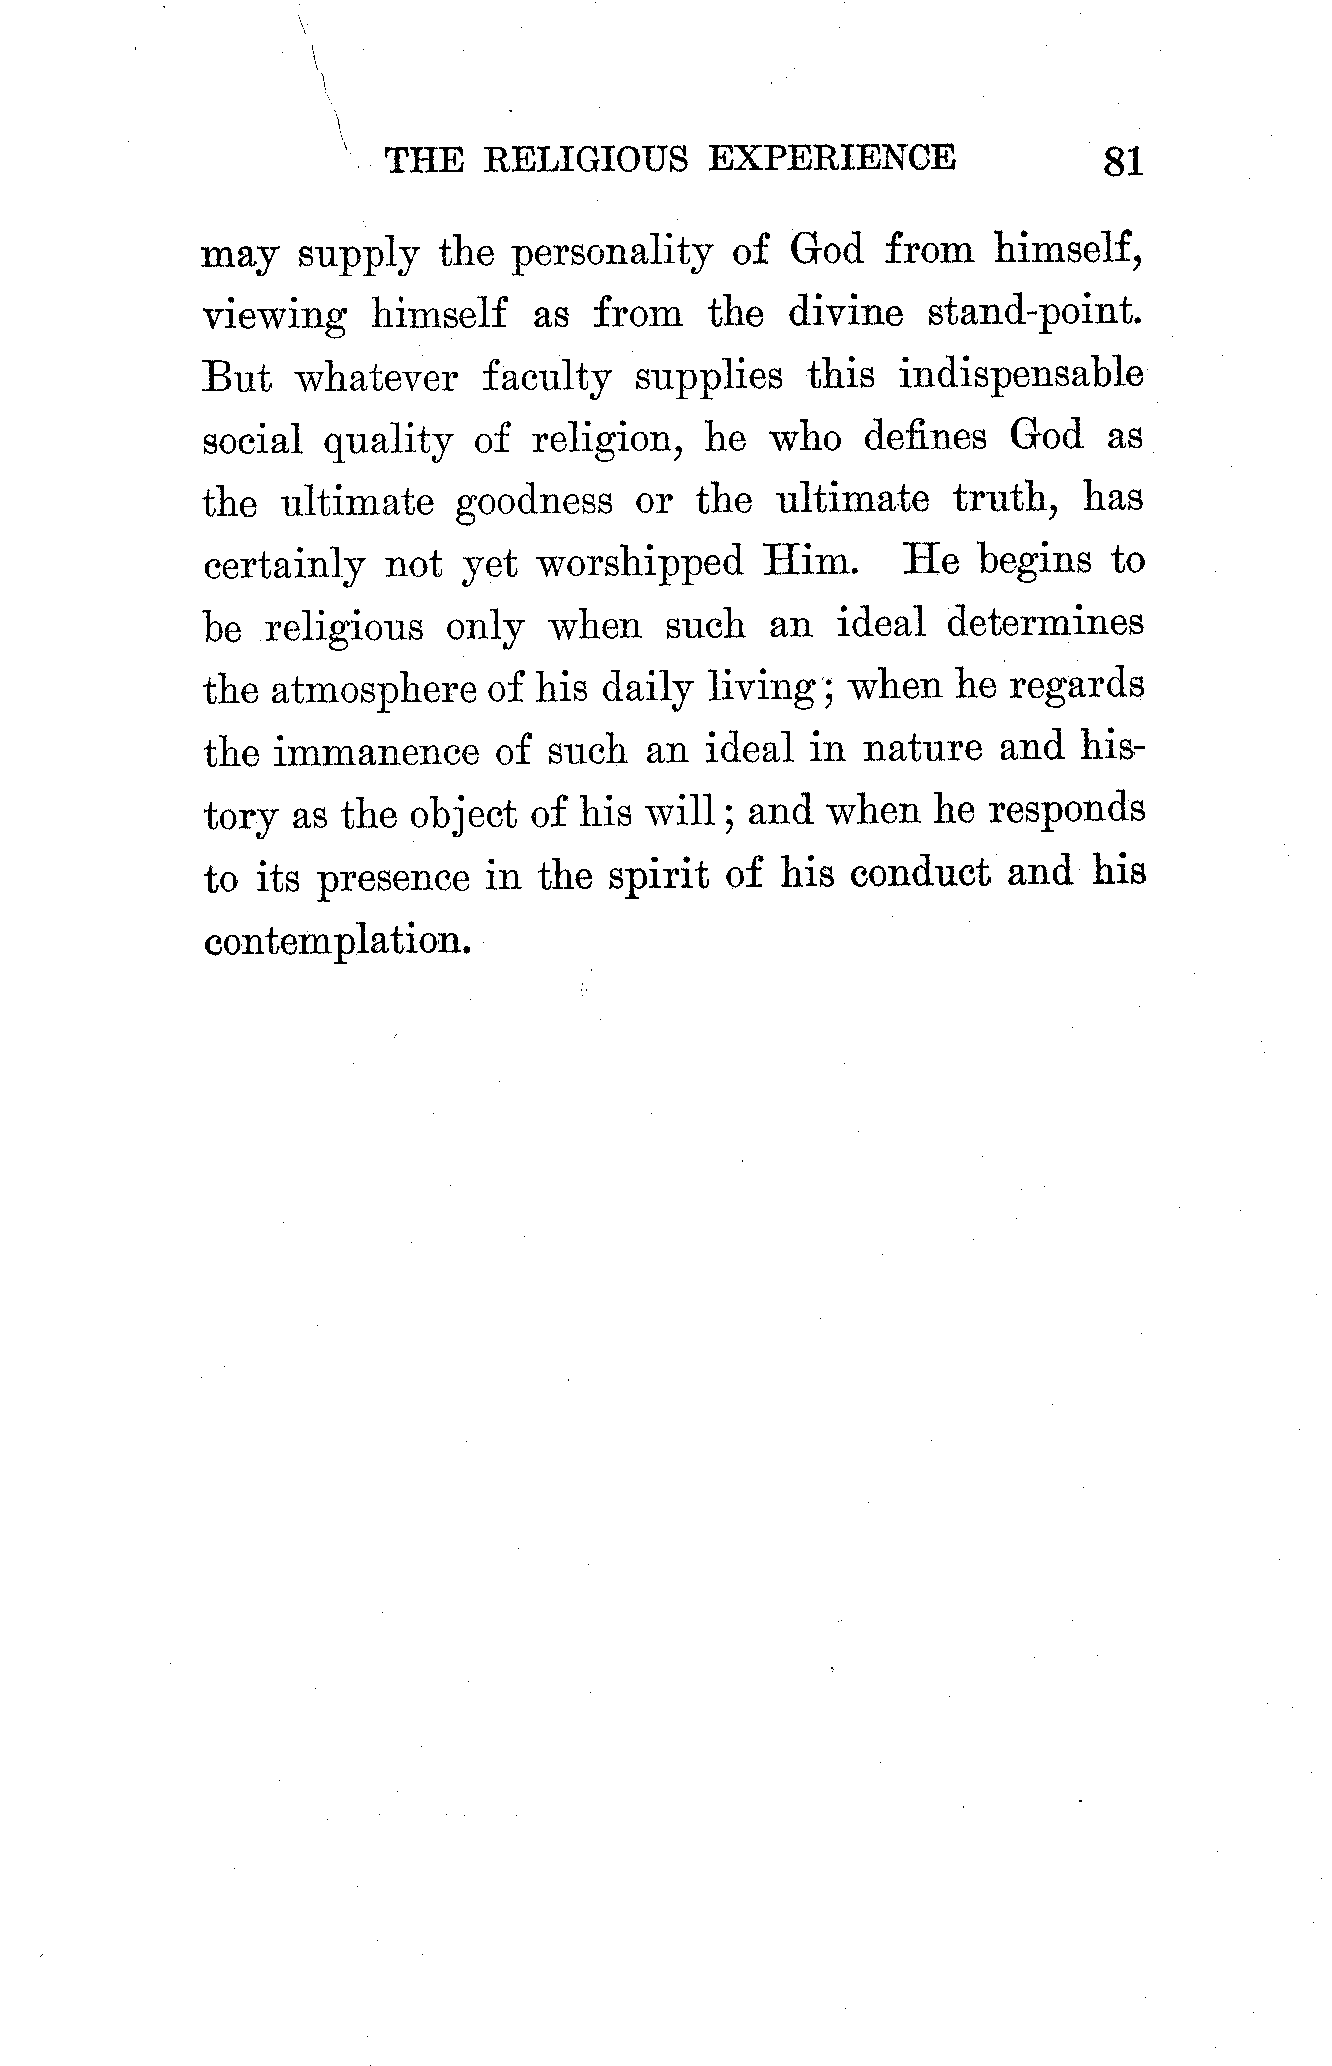 THE RELIGIOUS EXPERIENCE 81
may supply the personality of God from himself,
viewing himself as from the divine stand-point.
But whatever faculty supplies this indispensable
social quality of religion, he who defines God as
the ultimate goodness or the ultimate truth, has
certainly not yet worshipped Him. He begins to
be religious only when such an ideal determines
the atmosphere of his daily living; when he regards
the immanence of such an ideal in nature and his-
tory as the object of his will; and when he responds
to its presence in the spirit of his conduct and his
contemplation.